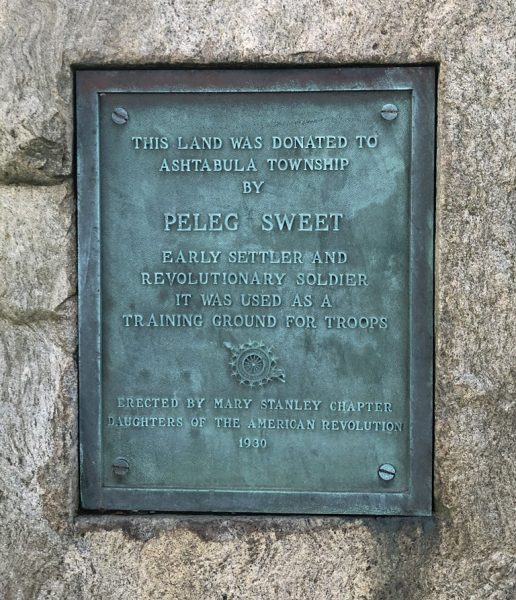 THIS LAND WAS DONATED TO
ASHTABULA TOWNSHIP
BY
PELEG SWEET
EARLY SETTLER AND
REVOLUTIONARY SOLDIER
IT WAS USED AS A
TRAINING GROUND FOR TROOPS
ERECTED BY MARY STANLEY CHAPTER
DAUGHTERS OF THE AMERICAN REVOLUTION
1930